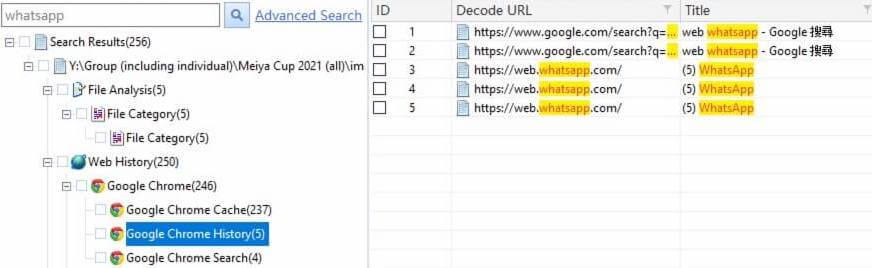 whatsapp Advanced Search
Search Results(256)
Y:\Group (including individual)\Meiya Cup 2021 (all)\im
File Analysis(5)
File Category(5)
File Category(5)
Web History(250)
Google Chrome(246)
Google Chrome Cache(237)
Google Chrome History(5)
Google Chrome Search(4)
ID Decode URL Title
1 https://www.google.com/search?q=... web whatsapp - Google 搜尋
2 https://www.google.com/search?q=... web whatsapp - Google 搜尋
3 https://web.whatsapp.com/ (5) WhatsApp
4 https://web.whatsapp.com/ (5) WhatsApp
5 https://web.whatsapp.com/ (5) WhatsApp